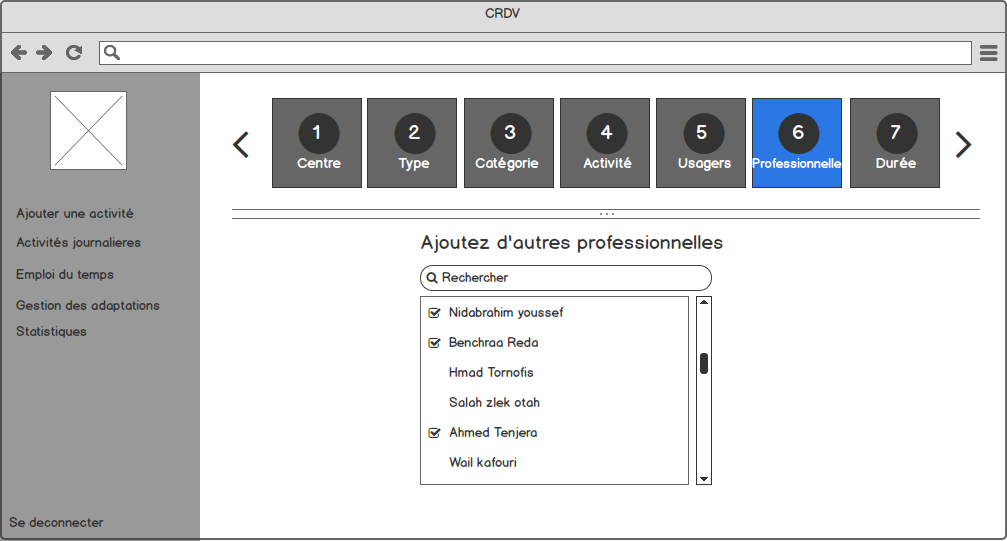 CRDV
1
Centre
2
Type
3
Catégorie
4
Activité
5
Usagers
6
Professionnelle
7
Durée
Ajouter une activité
Activités journalieres
Emploi du temps
Gestion des adaptations
Statistiques
Se deconnecter
Ajoutez d'autres professionnelles
Rechercher
Nidabrahim youssef
Benchraa Reda
Hmad Tornofis
Salah zlek otah
Ahmed Tenjera
Wail kafouri